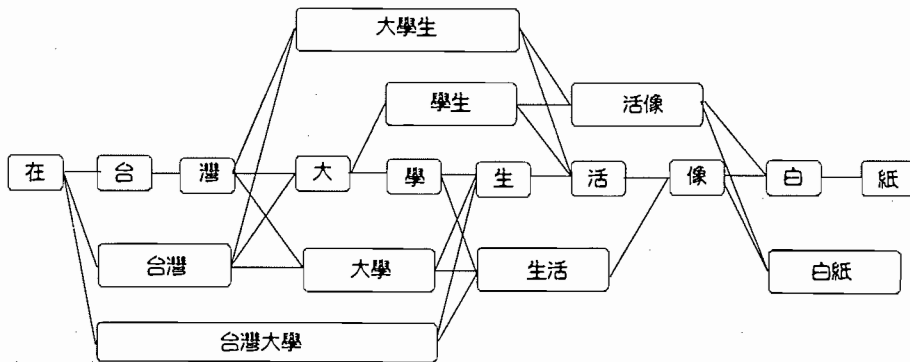 大學生
學生 活像
在 台 灣 大 學 生 活 像 白 紙
台灣 大學 生活 白紙
台灣大學